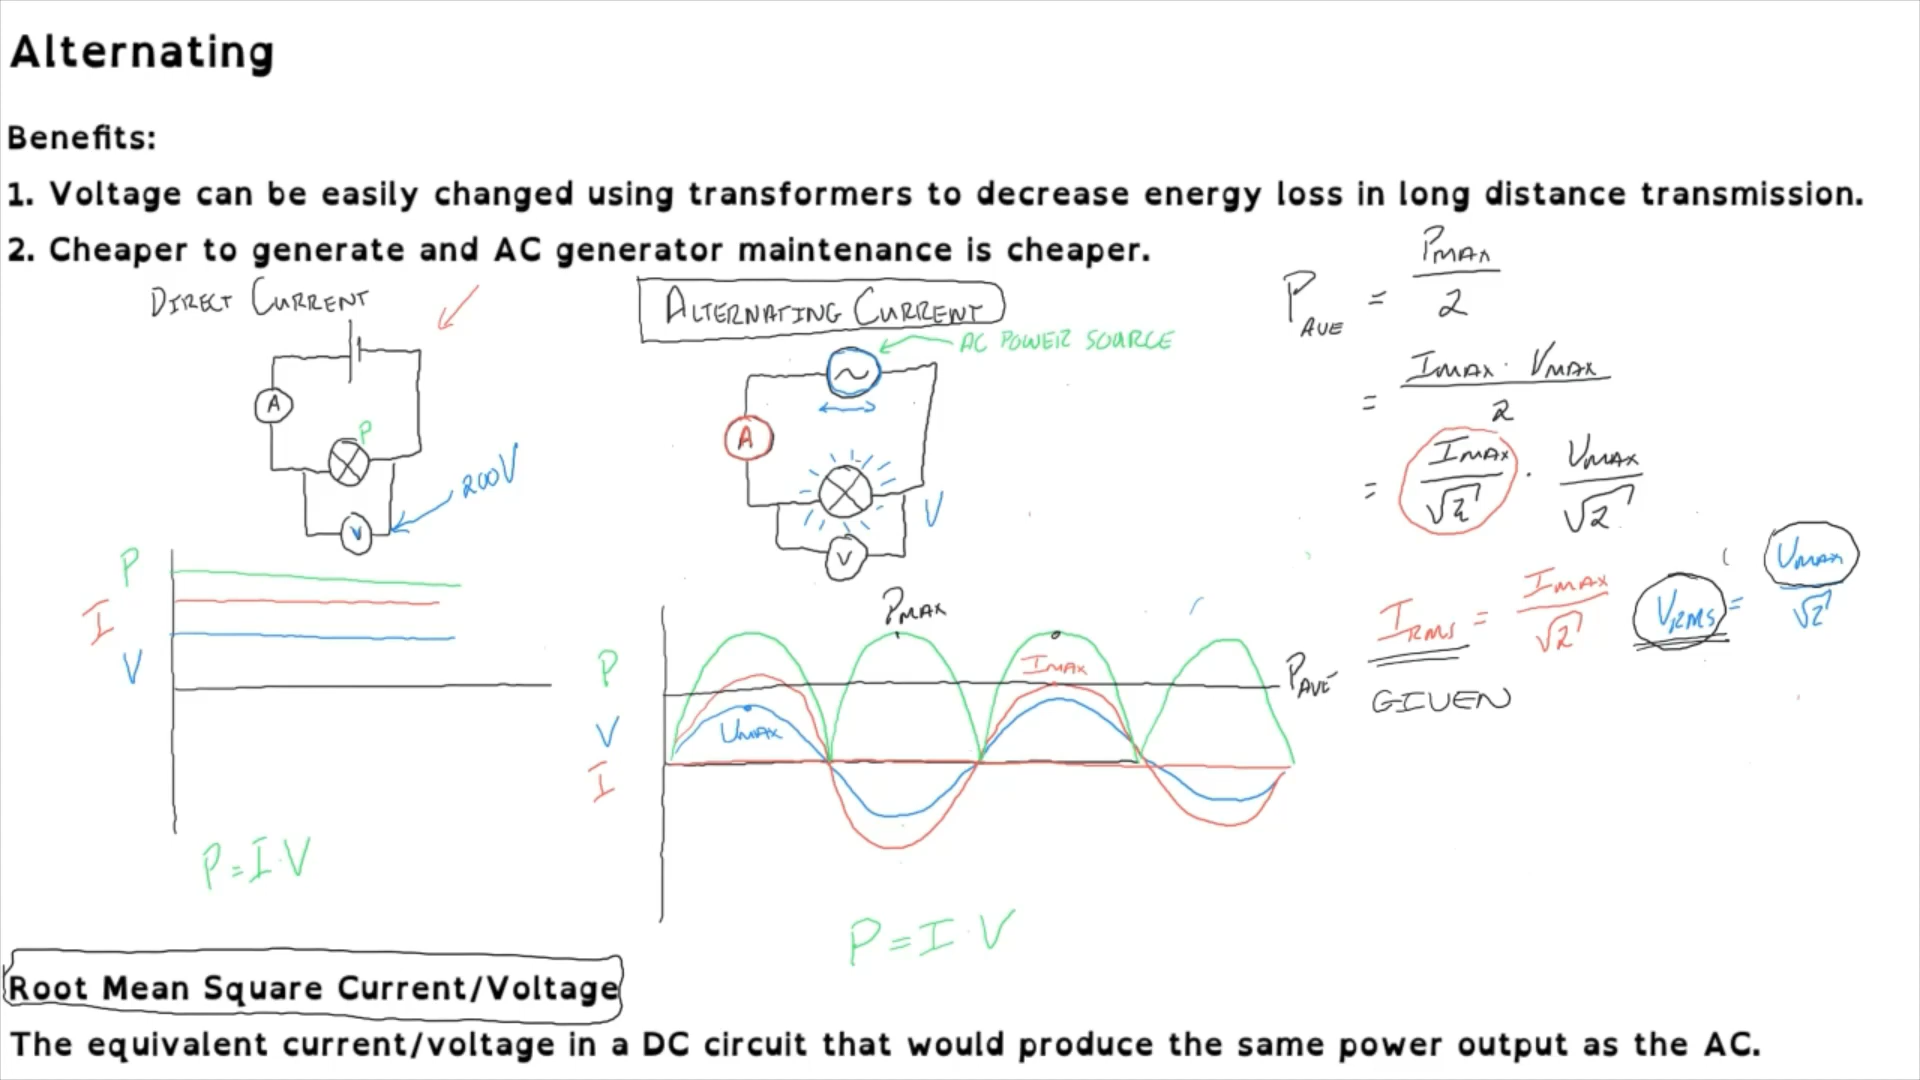 Alternating
Benefits:
1. Voltage can be easily changed using transformers to decrease energy loss in long distance transmission.
2. Cheaper to generate and AC generator maintenance is cheaper.
DIRECT CURRENT
A
P
V
200V
P
I
V
P=I·V
ALTERNATING CURRENT
AC POWER SOURCE
A
V
V
P
V
I
PMAX
IMAX
VMAX
PAVE
P=I·V
PAVE = PMAX / 2
= IMAX · VMAX / 2
= IMAX / √2 · VMAX / √2
IRMS = IMAX / √2
VRMS = VMAX / √2
GIVEN
Root Mean Square Current/Voltage
The equivalent current/voltage in a DC circuit that would produce the same power output as the AC.